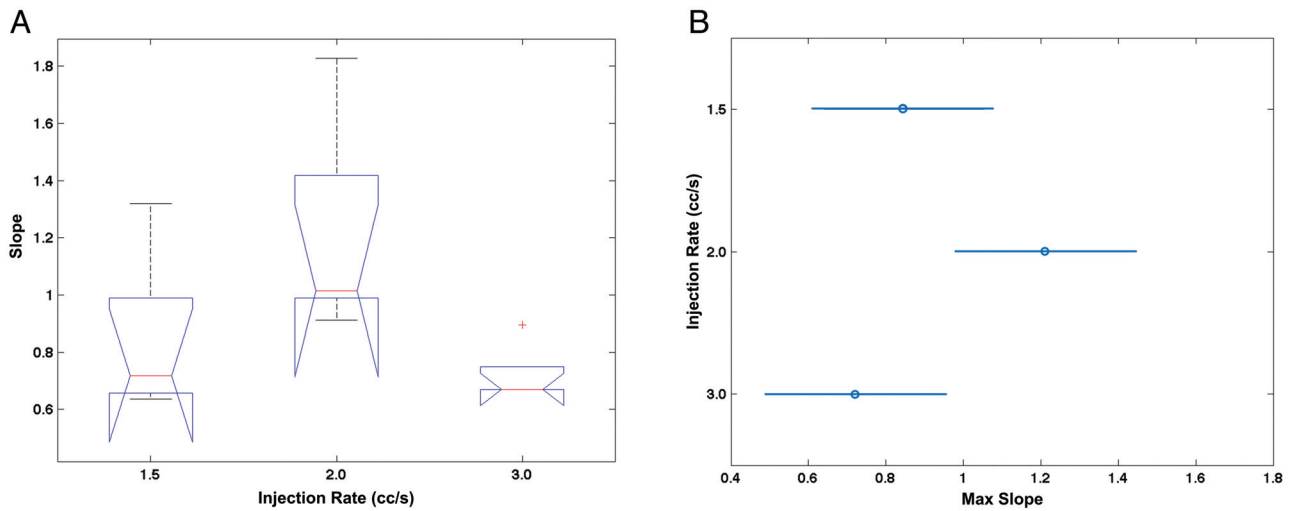 A
1.8
1.6
1.4
1.2
1
0.8
0.6
Slope
1.5 2.0 3.0
Injection Rate (cc/s)
B
1.5
2.0
3.0
Injection Rate (cc/s)
0.4 0.6 0.8 1 1.2 1.4 1.6 1.8
Max Slope